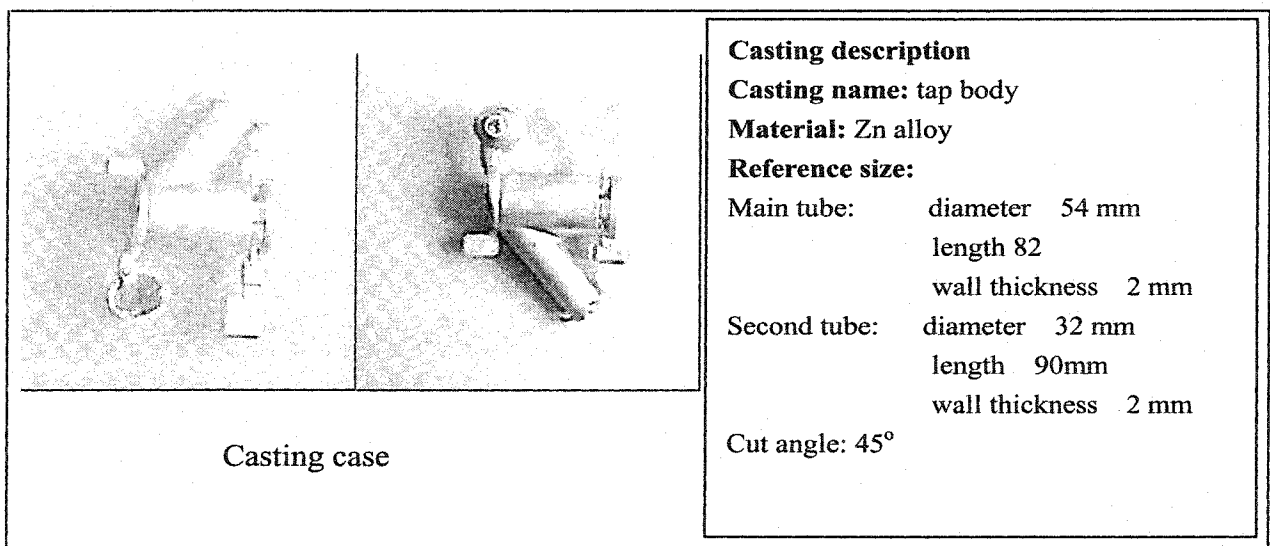 Casting description
Casting name: tap body
Material: Zn alloy
Reference size:
Main tube: diameter 54 mm
length 82
wall thickness 2 mm
Second tube: diameter 32 mm
length 90mm
wall thickness 2 mm
Cut angle: 45°
Casting case